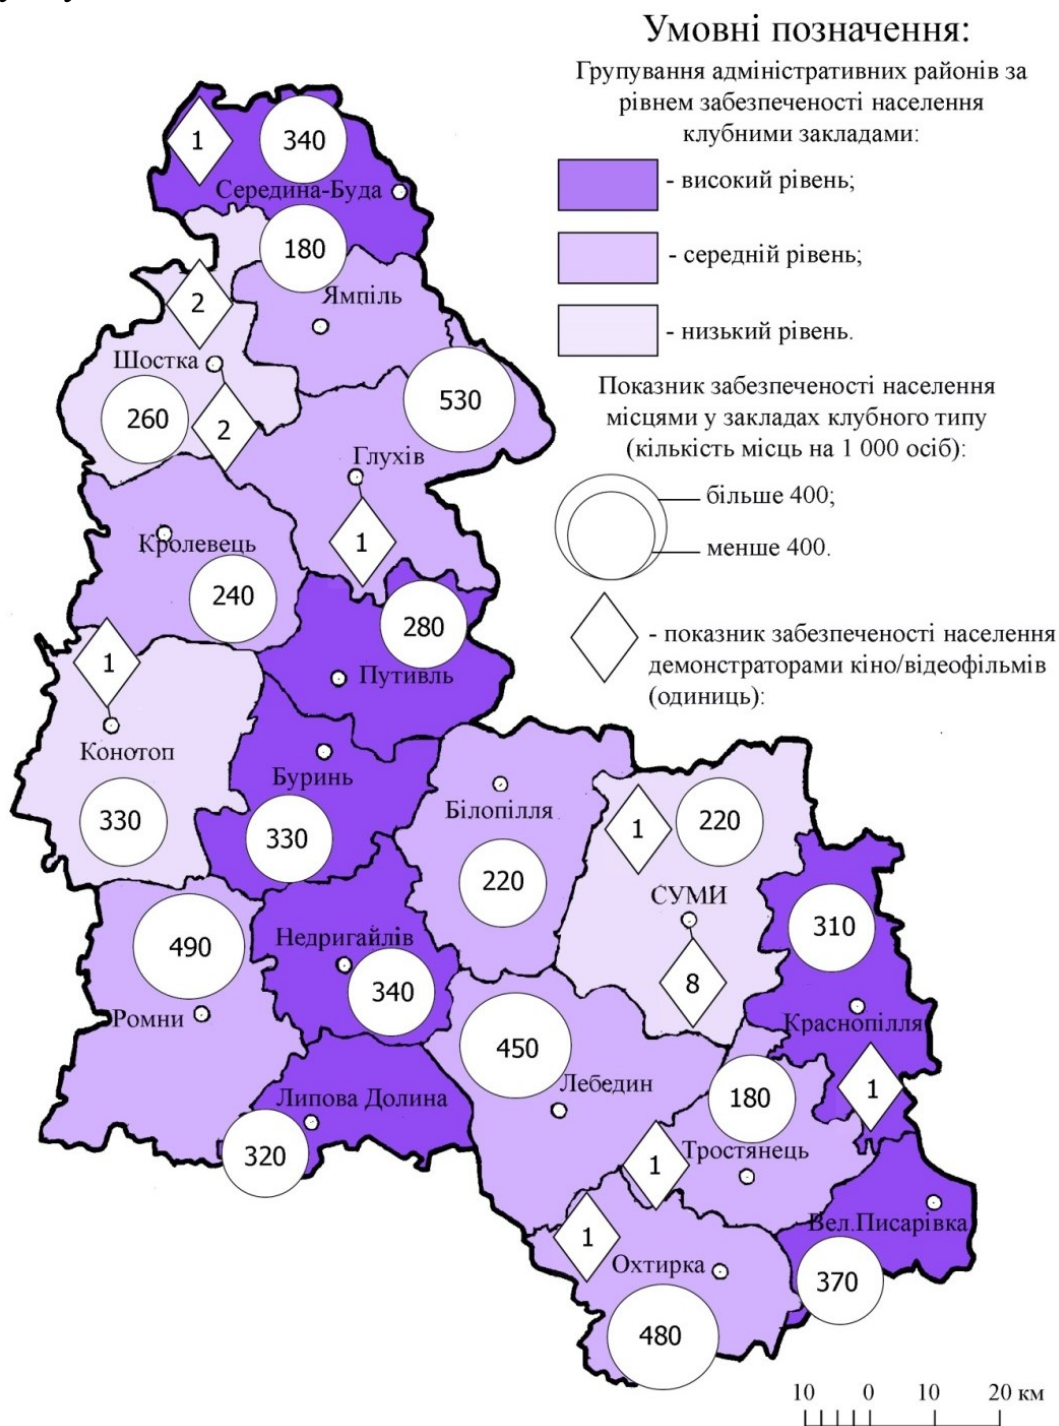 Умовні позначення:
Групування адміністративних районів за
рівнем забезпеченості населення
клубними закладами:
- високий рівень;
- середній рівень;
- низький рівень.
Показник забезпеченості населення
місцями у закладах клубного типу
(кількість місць на 1 000 осіб):
більше 400;
менше 400.
- показник забезпеченості населення
демонстраторами кіно/відеофільмів
(одиниць):
1
340
Середина-Буда
180
2
Ямпіль
Шостка
260
2
530
Глухів
1
Кролевець
240
280
1
Путивль
Конотоп
330
Буринь
330
Білопілля
220
1
220
СУМИ
8
310
Краснопілля
1
490
Ромни
Недригайлів
340
450
Лебедин
Липова Долина
320
180
Тростянець
1
1
Вел.Писарівка
370
Охтирка
480
10 0 10 20 км